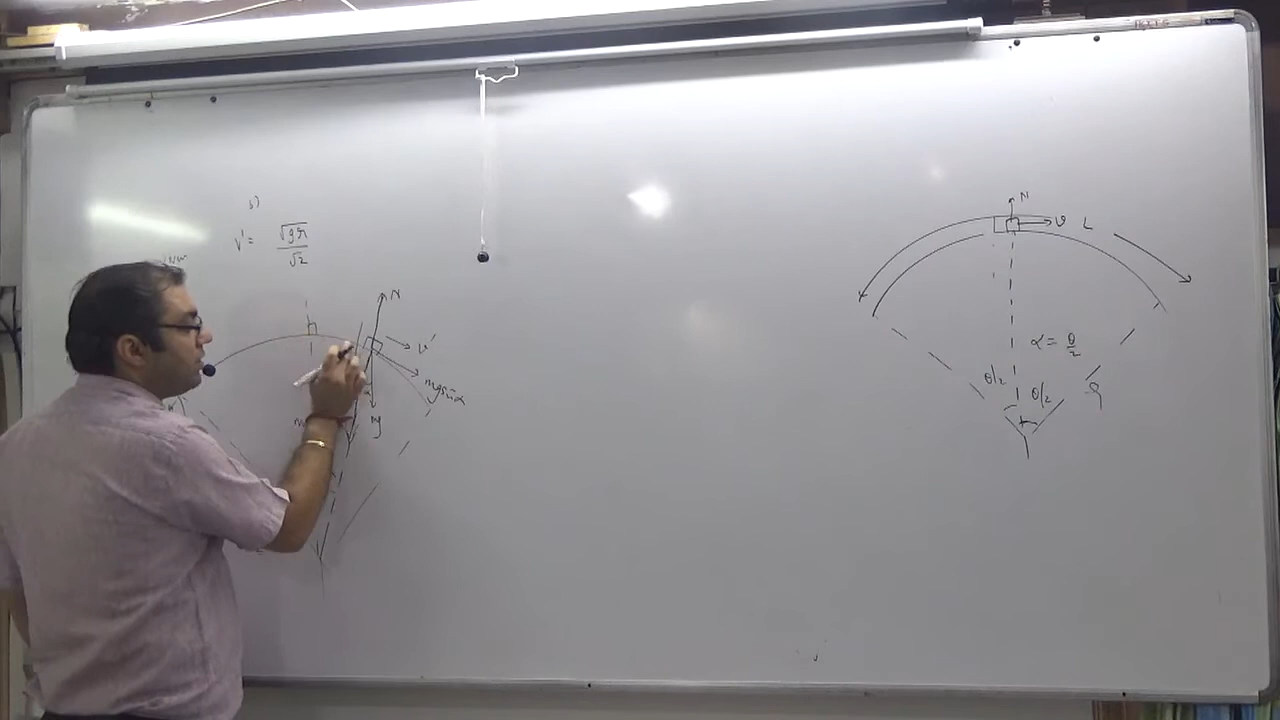 b)
v' = √gr / √2
N
v'
mg sin α
α
mg
N
v L
α = θ/2
θ/2 θ/2